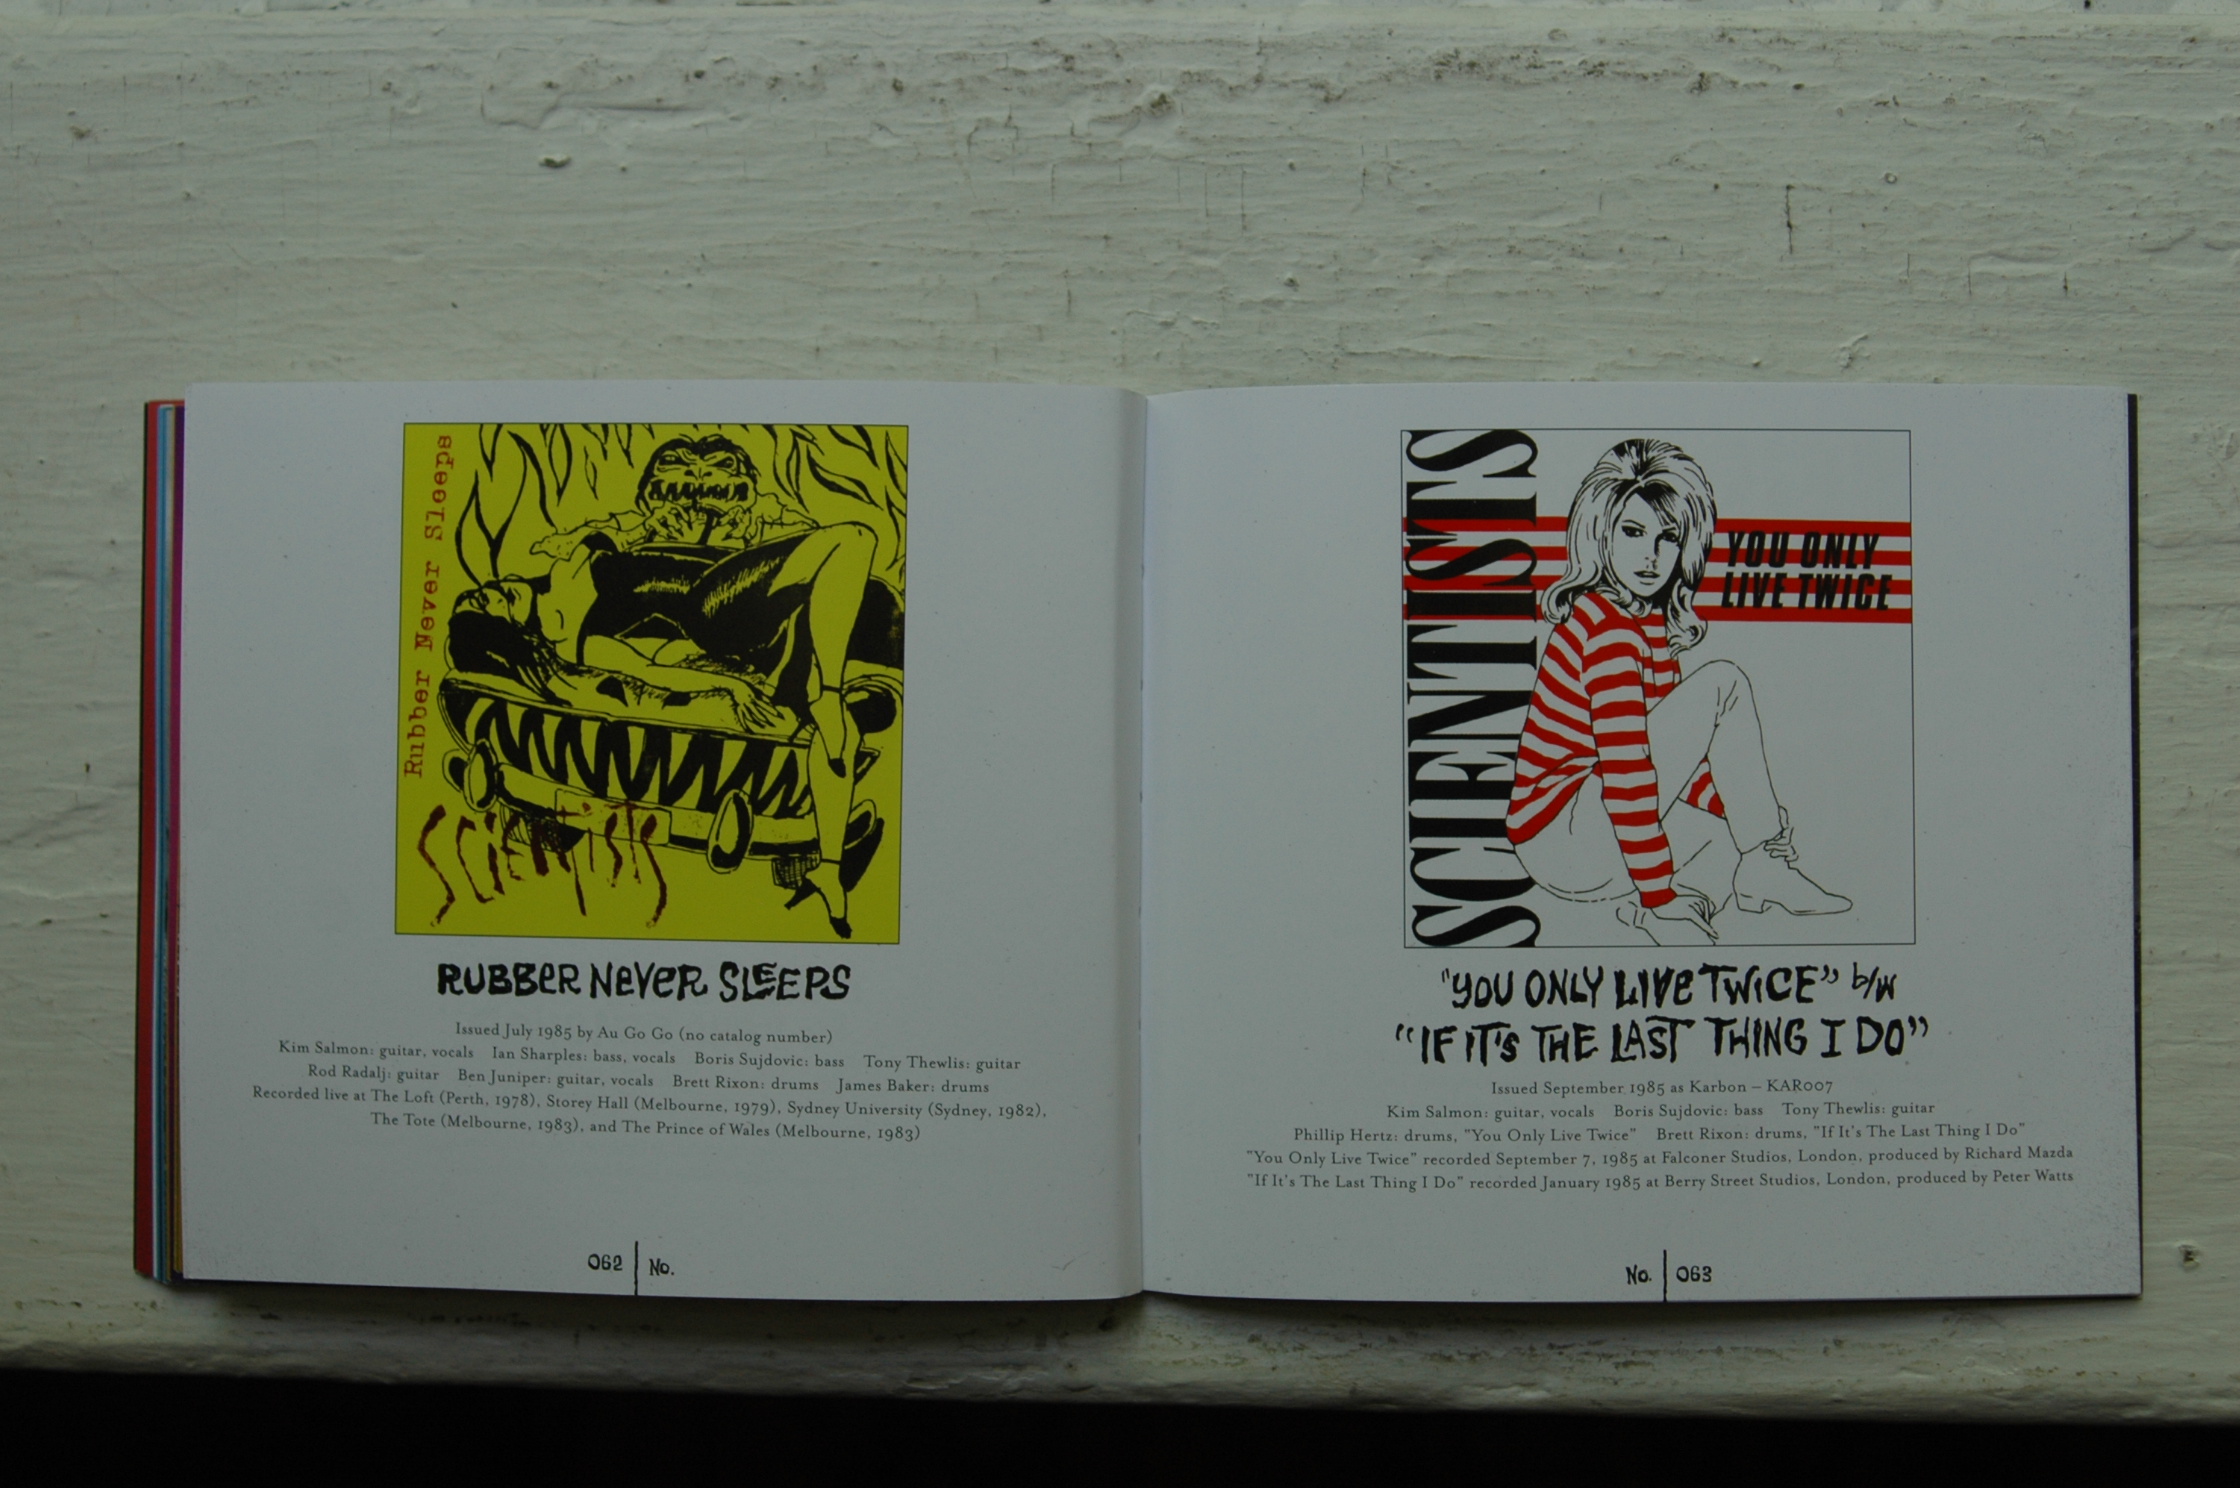 Rubber Never Sleeps
SCIENTISTS
RUBBER NEVER SLEEPS
Issued July 1985 by Au Go Go (no catalog number)
Kim Salmon: guitar, vocals Ian Sharples: bass, vocals Boris Sujdovic: bass Tony Thewlis: guitar
Rod Radalj: guitar Ben Juniper: guitar, vocals Brett Rixon: drums James Baker: drums
Recorded live at The Loft (Perth, 1978), Storey Hall (Melbourne, 1979), Sydney University (Sydney, 1982),
The Tote (Melbourne, 1983), and The Prince of Wales (Melbourne, 1983)
062 No.
SCIENTISTS
YOU ONLY
LIVE TWICE
"YOU ONLY LIVE TWICE" b/w
"IF IT'S THE LAST THING I DO"
Issued September 1985 as Karbon – KAR007
Kim Salmon: guitar, vocals Boris Sujdovic: bass Tony Thewlis: guitar
Phillip Hertz: drums, "You Only Live Twice" Brett Rixon: drums, "If It's The Last Thing I Do"
"You Only Live Twice" recorded September 7, 1985 at Falconer Studios, London, produced by Richard Mazda
"If It's The Last Thing I Do" recorded January 1985 at Berry Street Studios, London, produced by Peter Watts
No. 063